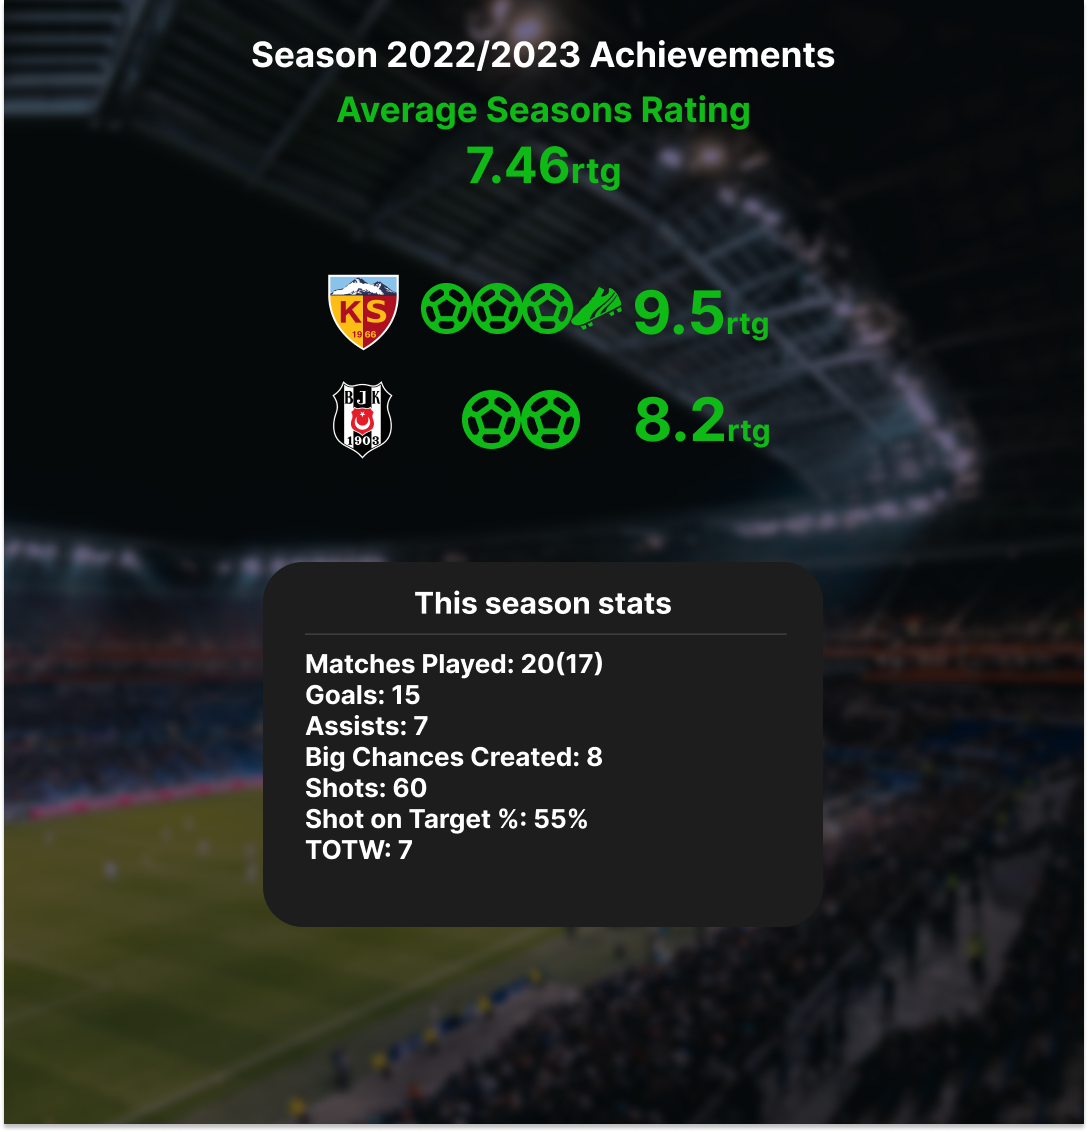 Season 2022/2023 Achievements
Average Seasons Rating
7.46rtg
KS
1966
9.5rtg
BJK
1903
8.2rtg
This season stats
Matches Played: 20(17)
Goals: 15
Assists: 7
Big Chances Created: 8
Shots: 60
Shot on Target %: 55%
TOTW: 7